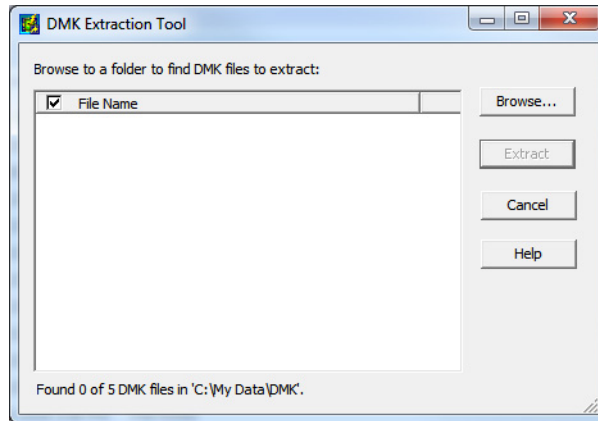 DMK Extraction Tool
Browse to a folder to find DMK files to extract:
File Name
Browse...
Extract
Cancel
Help
Found 0 of 5 DMK files in 'C:\My Data\DMK'.